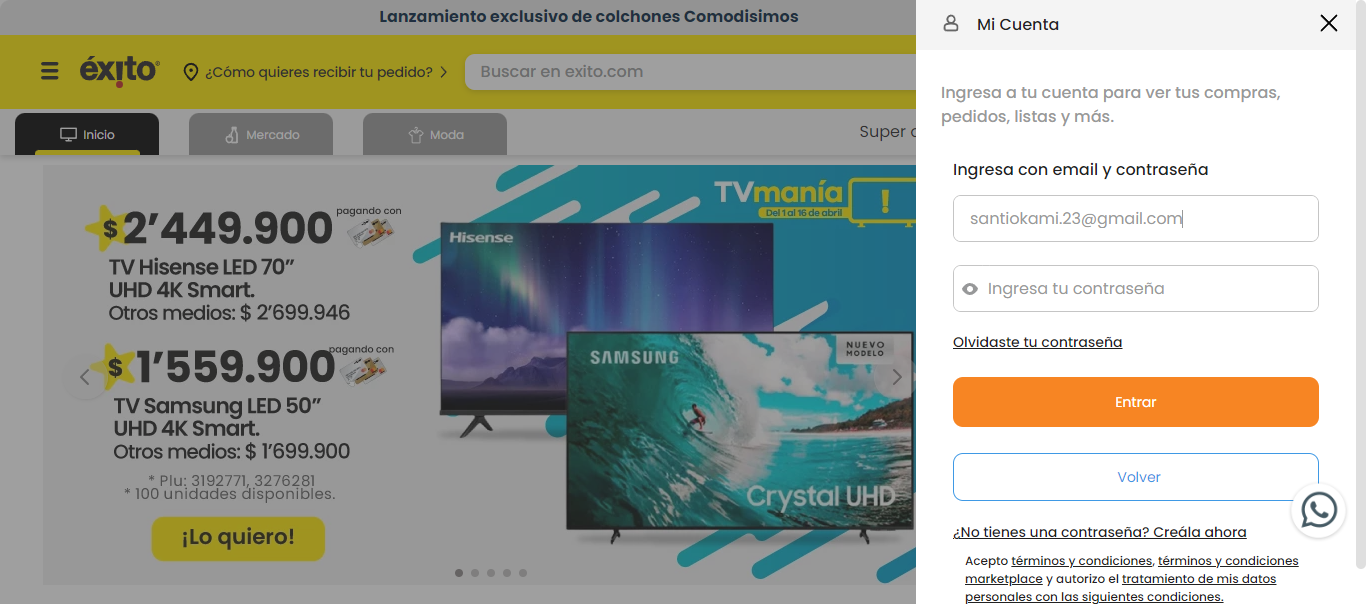 Lanzamiento exclusivo de colchones Comodisimos
éxito
¿Cómo quieres recibir tu pedido?
Buscar en exito.com
Inicio
Mercado
Moda
Super
TVmanía
Del 1 al 16 de abril
$2’449.900
pagando con
TV Hisense LED 70”
UHD 4K Smart.
Otros medios: $ 2’699.946
$1’559.900
pagando con
TV Samsung LED 50”
UHD 4K Smart.
Otros medios: $ 1’699.900
* Plu: 3192771, 3276281
* 100 unidades disponibles.
¡Lo quiero!
Hisense
SAMSUNG
NUEVO
MODELO
Crystal UHD
Mi Cuenta
Ingresa a tu cuenta para ver tus compras,
pedidos, listas y más.
Ingresa con email y contraseña
santiokami.23@gmail.com
Ingresa tu contraseña
Olvidaste tu contraseña
Entrar
Volver
¿No tienes una contraseña? Creála ahora
Acepto términos y condiciones, términos y condiciones
marketplace y autorizo el tratamiento de mis datos
personales con las siguientes condiciones.